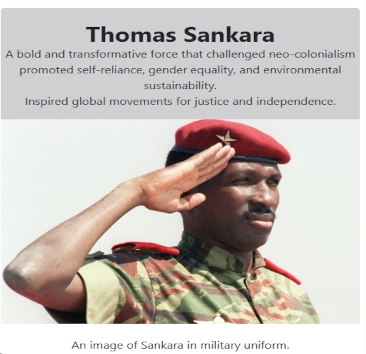 Thomas Sankara
A bold and transformative force that challenged neo-colonialism
promoted self-reliance, gender equality, and environmental
sustainability.
Inspired global movements for justice and independence.
An image of Sankara in military uniform.